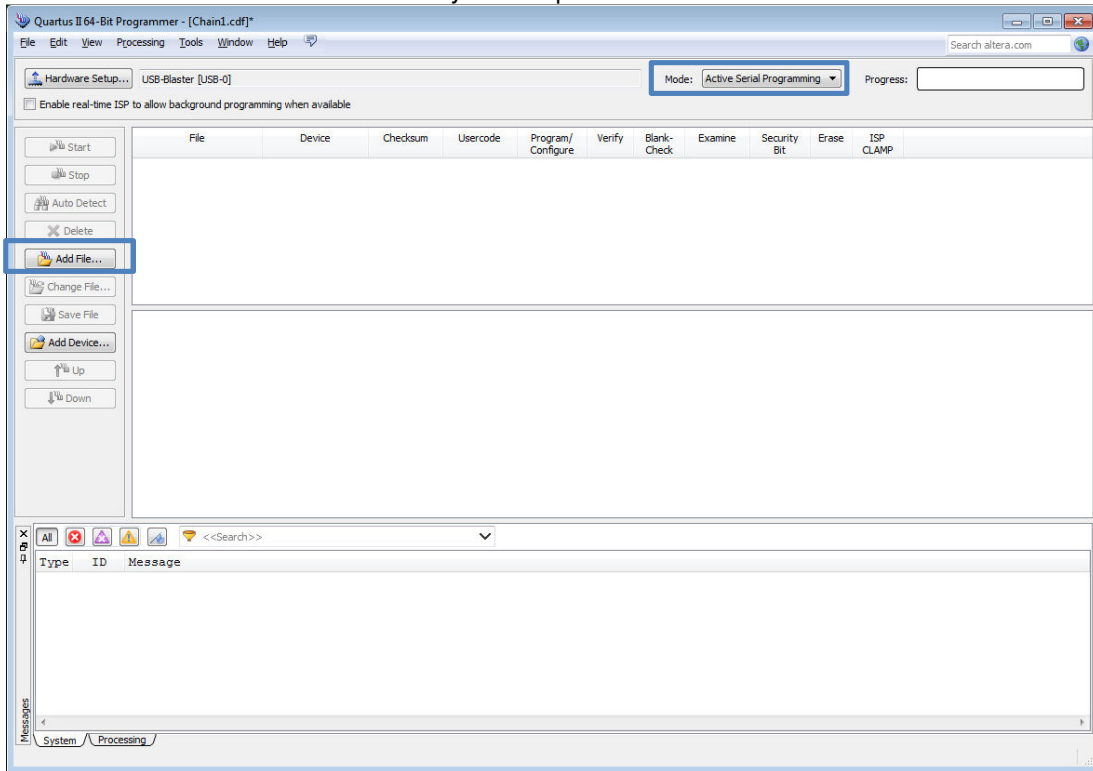 Quartus II 64-Bit Programmer - [Chain1.cdf]*
File Edit View Processing Tools Window Help
Search altera.com
Hardware Setup... USB-Blaster [USB-0] Mode: Active Serial Programming Progress:
Enable real-time ISP to allow background programming when available
File Device Checksum Usercode Program/ Verify Blank- Examine Security Erase ISP
Configure Check Bit CLAMP
Start
Stop
Auto Detect
Delete
Add File...
Change File...
Save File
Add Device...
Up
Down
All <<Search>>
Type ID Message
Messages
System Processing